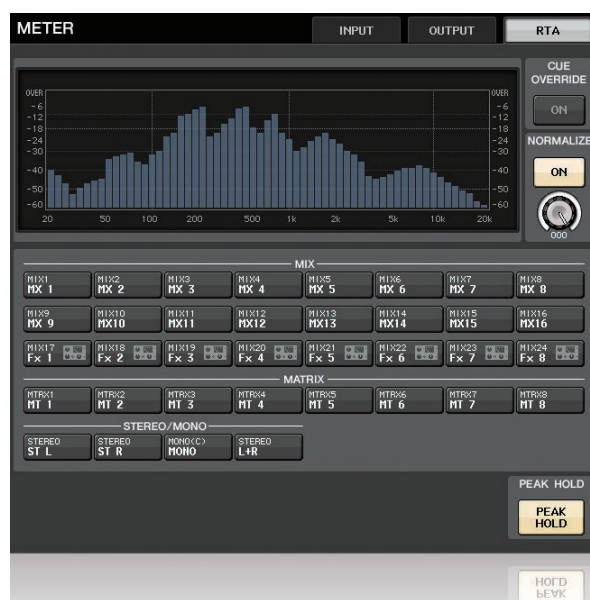 METER INPUT OUTPUT RTA
CUE
OVERRIDE
ON
NORMALIZE
ON
000
OVER OVER
-6 -6
-12 -12
-18 -18
-24 -24
-30 -30
-40 -40
-50 -50
-60 -60
20 50 100 200 500 1k 2k 5k 10k 20k
MIX
MIX1 MIX2 MIX3 MIX4 MIX5 MIX6 MIX7 MIX8
MX 1 MX 2 MX 3 MX 4 MX 5 MX 6 MX 7 MX 8
MIX9 MIX10 MIX11 MIX12 MIX13 MIX14 MIX15 MIX16
MX 9 MX10 MX11 MX12 MX13 MX14 MX15 MX16
MIX17 MIX18 MIX19 MIX20 MIX21 MIX22 MIX23 MIX24
Fx 1 Fx 2 Fx 3 Fx 4 Fx 5 Fx 6 Fx 7 Fx 8
MATRIX
MTRX1 MTRX2 MTRX3 MTRX4 MTRX5 MTRX6 MTRX7 MTRX8
MT 1 MT 2 MT 3 MT 4 MT 5 MT 6 MT 7 MT 8
STEREO/MONO
STEREO STEREO MONO(C) STEREO
ST L ST R MONO L+R
PEAK HOLD
PEAK
HOLD